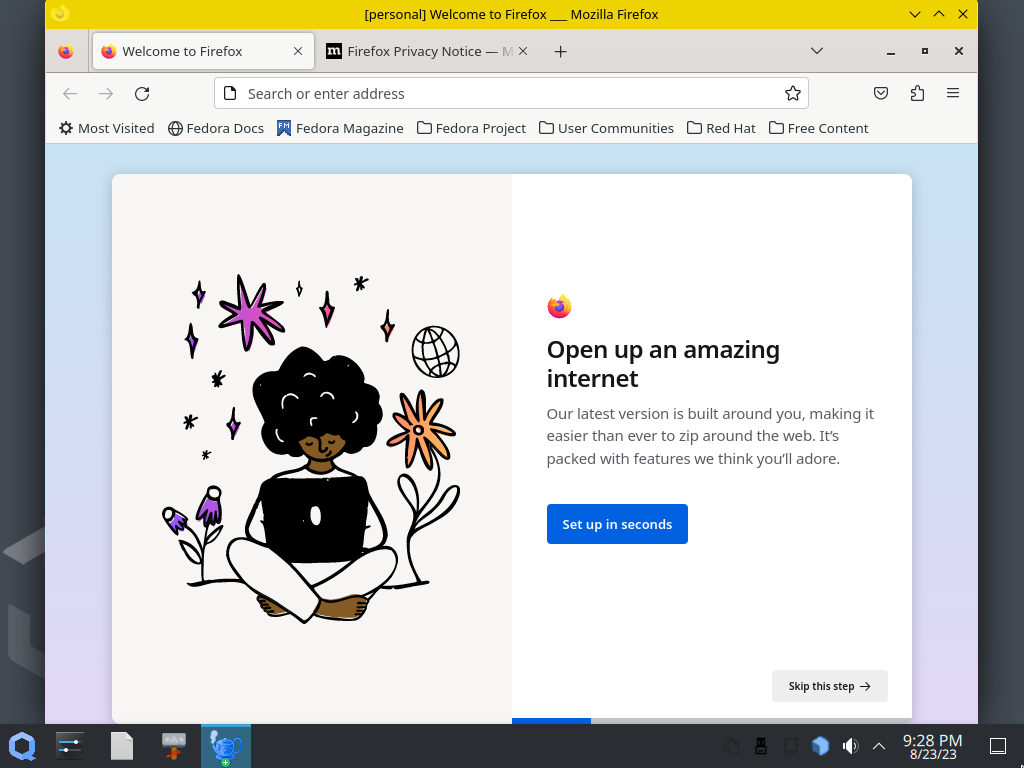 [personal] Welcome to Firefox ___ Mozilla Firefox
Welcome to Firefox
Firefox Privacy Notice — M
Search or enter address
Most Visited
Fedora Docs
FM
Fedora Magazine
Fedora Project
User Communities
Red Hat
Free Content
Open up an amazing
internet
Our latest version is built around you, making it
easier than ever to zip around the web. It’s
packed with features we think you’ll adore.
Set up in seconds
Skip this step
9:28 PM
8/23/23